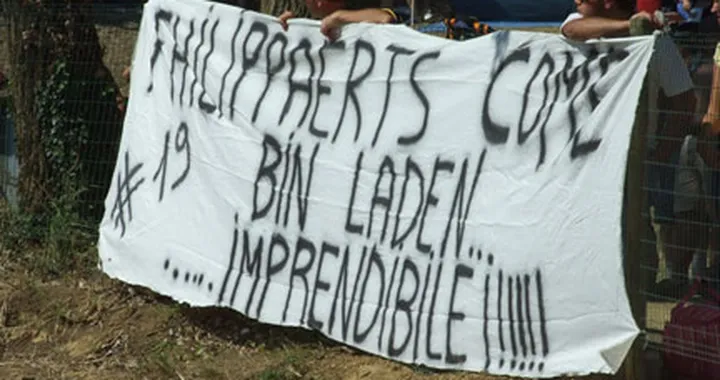 PHILIPPAERTS COME
#19 BIN LADEN...
......IMPRENDIBILE!!!!!!